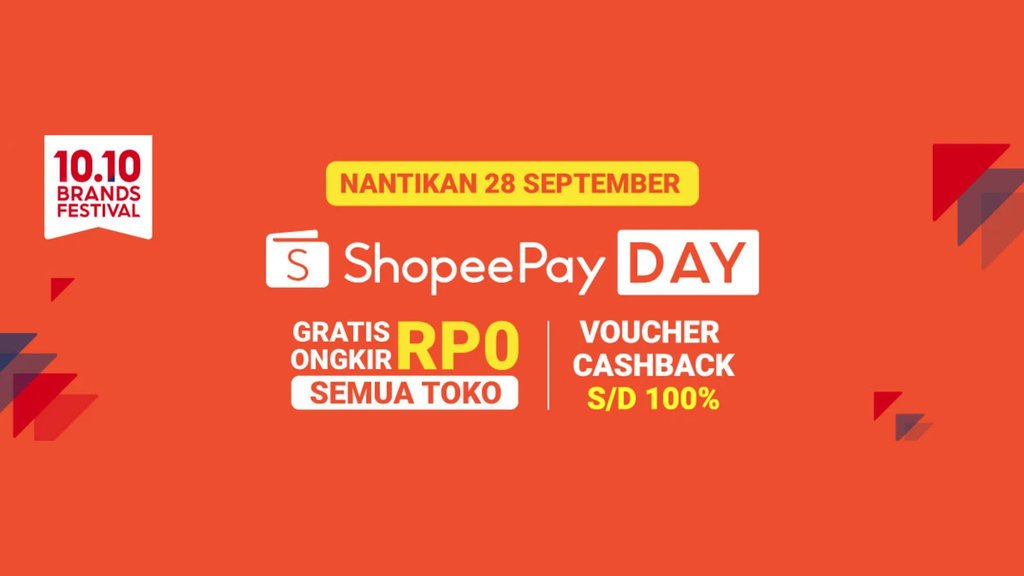 10.10
BRANDS
FESTIVAL
NANTIKAN 28 SEPTEMBER
S ShopeePay DAY
GRATIS
ONGKIR RP0
SEMUA TOKO
VOUCHER
CASHBACK
S/D 100%